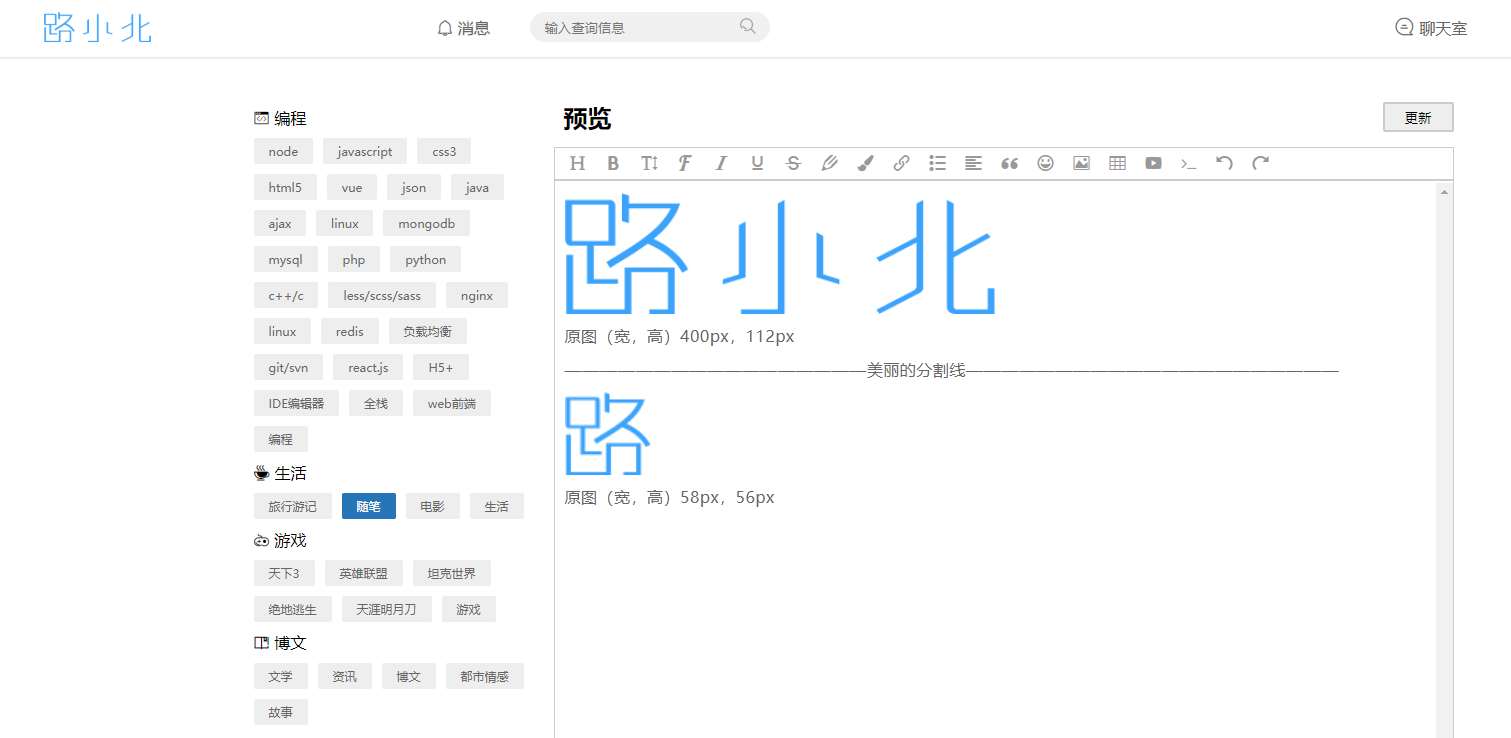 路小北 消息 输入查询信息 聊天室
编程
node javascript css3
html5 vue json java
ajax linux mongodb
mysql php python
c++/c less/scss/sass nginx
linux redis 负载均衡
git/svn react.js H5+
IDE编辑器 全栈 web前端
编程
生活
旅行游记 随笔 电影 生活
游戏
天下3 英雄联盟 坦克世界
绝地逃生 天涯明月刀 游戏
博文
文学 资讯 博文 都市情感
故事
预览 更新
路小北
原图（宽，高）400px，112px
——————————————————美丽的分割线——————————————————————
路
原图（宽，高）58px，56px